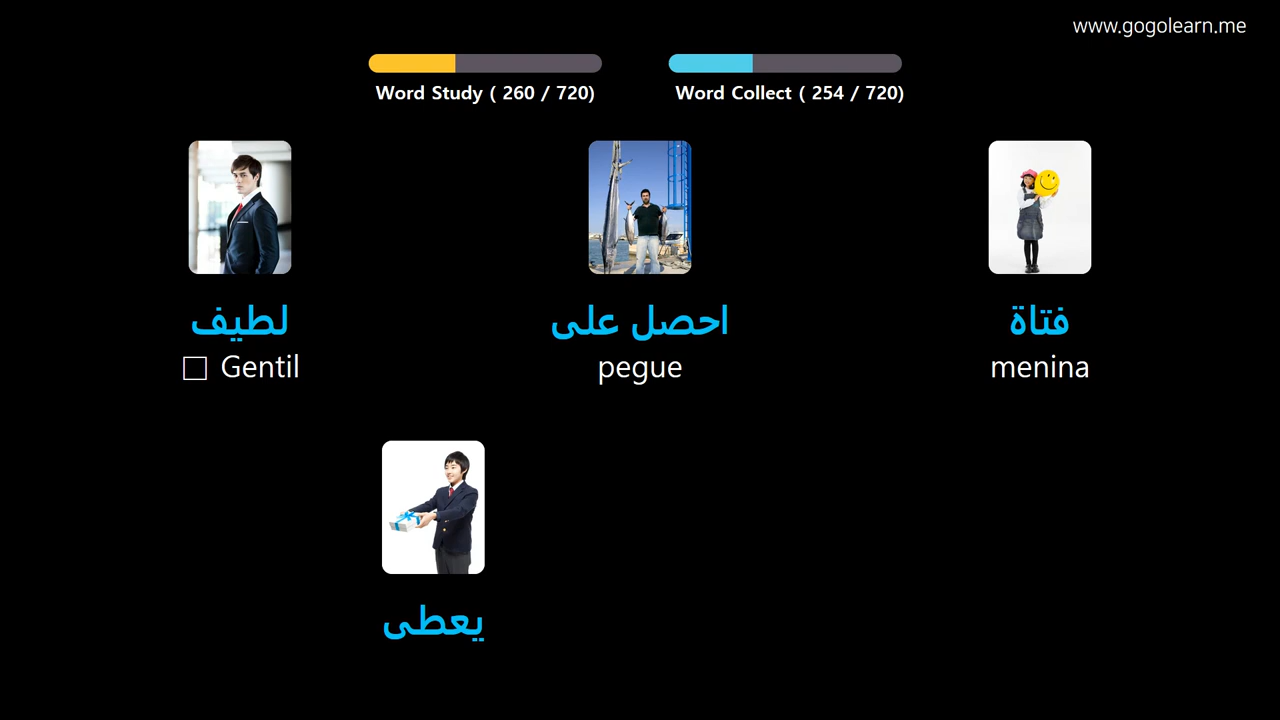 www.gogolearn.me
Word Study ( 260 / 720)
Word Collect ( 254 / 720)
لطيف
احصل على
فتاة
□ Gentil
pegue
menina
يعطى